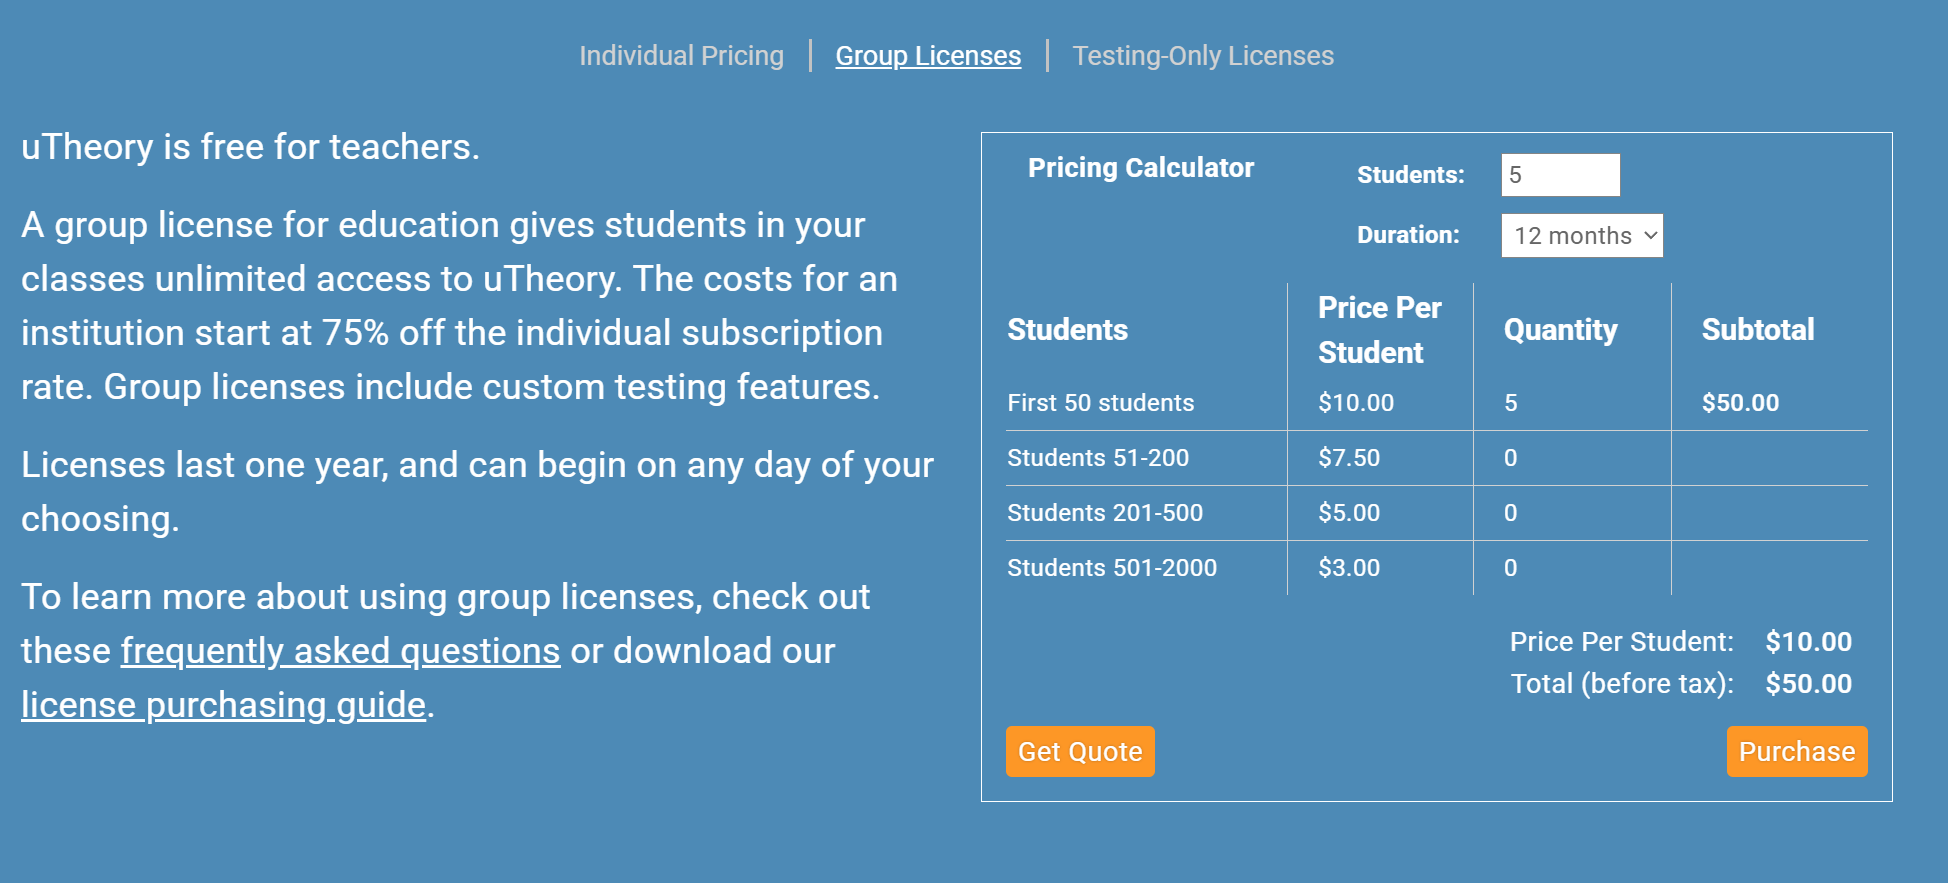 Individual Pricing | Group Licenses | Testing-Only Licenses
uTheory is free for teachers.
A group license for education gives students in your
classes unlimited access to uTheory. The costs for an
institution start at 75% off the individual subscription
rate. Group licenses include custom testing features.
Licenses last one year, and can begin on any day of your
choosing.
To learn more about using group licenses, check out
these frequently asked questions or download our
license purchasing guide.
Pricing Calculator
Students: 5
Duration: 12 months
Students Price Per Student Quantity Subtotal
First 50 students $10.00 5 $50.00
Students 51-200 $7.50 0
Students 201-500 $5.00 0
Students 501-2000 $3.00 0
Price Per Student: $10.00
Total (before tax): $50.00
Get Quote Purchase